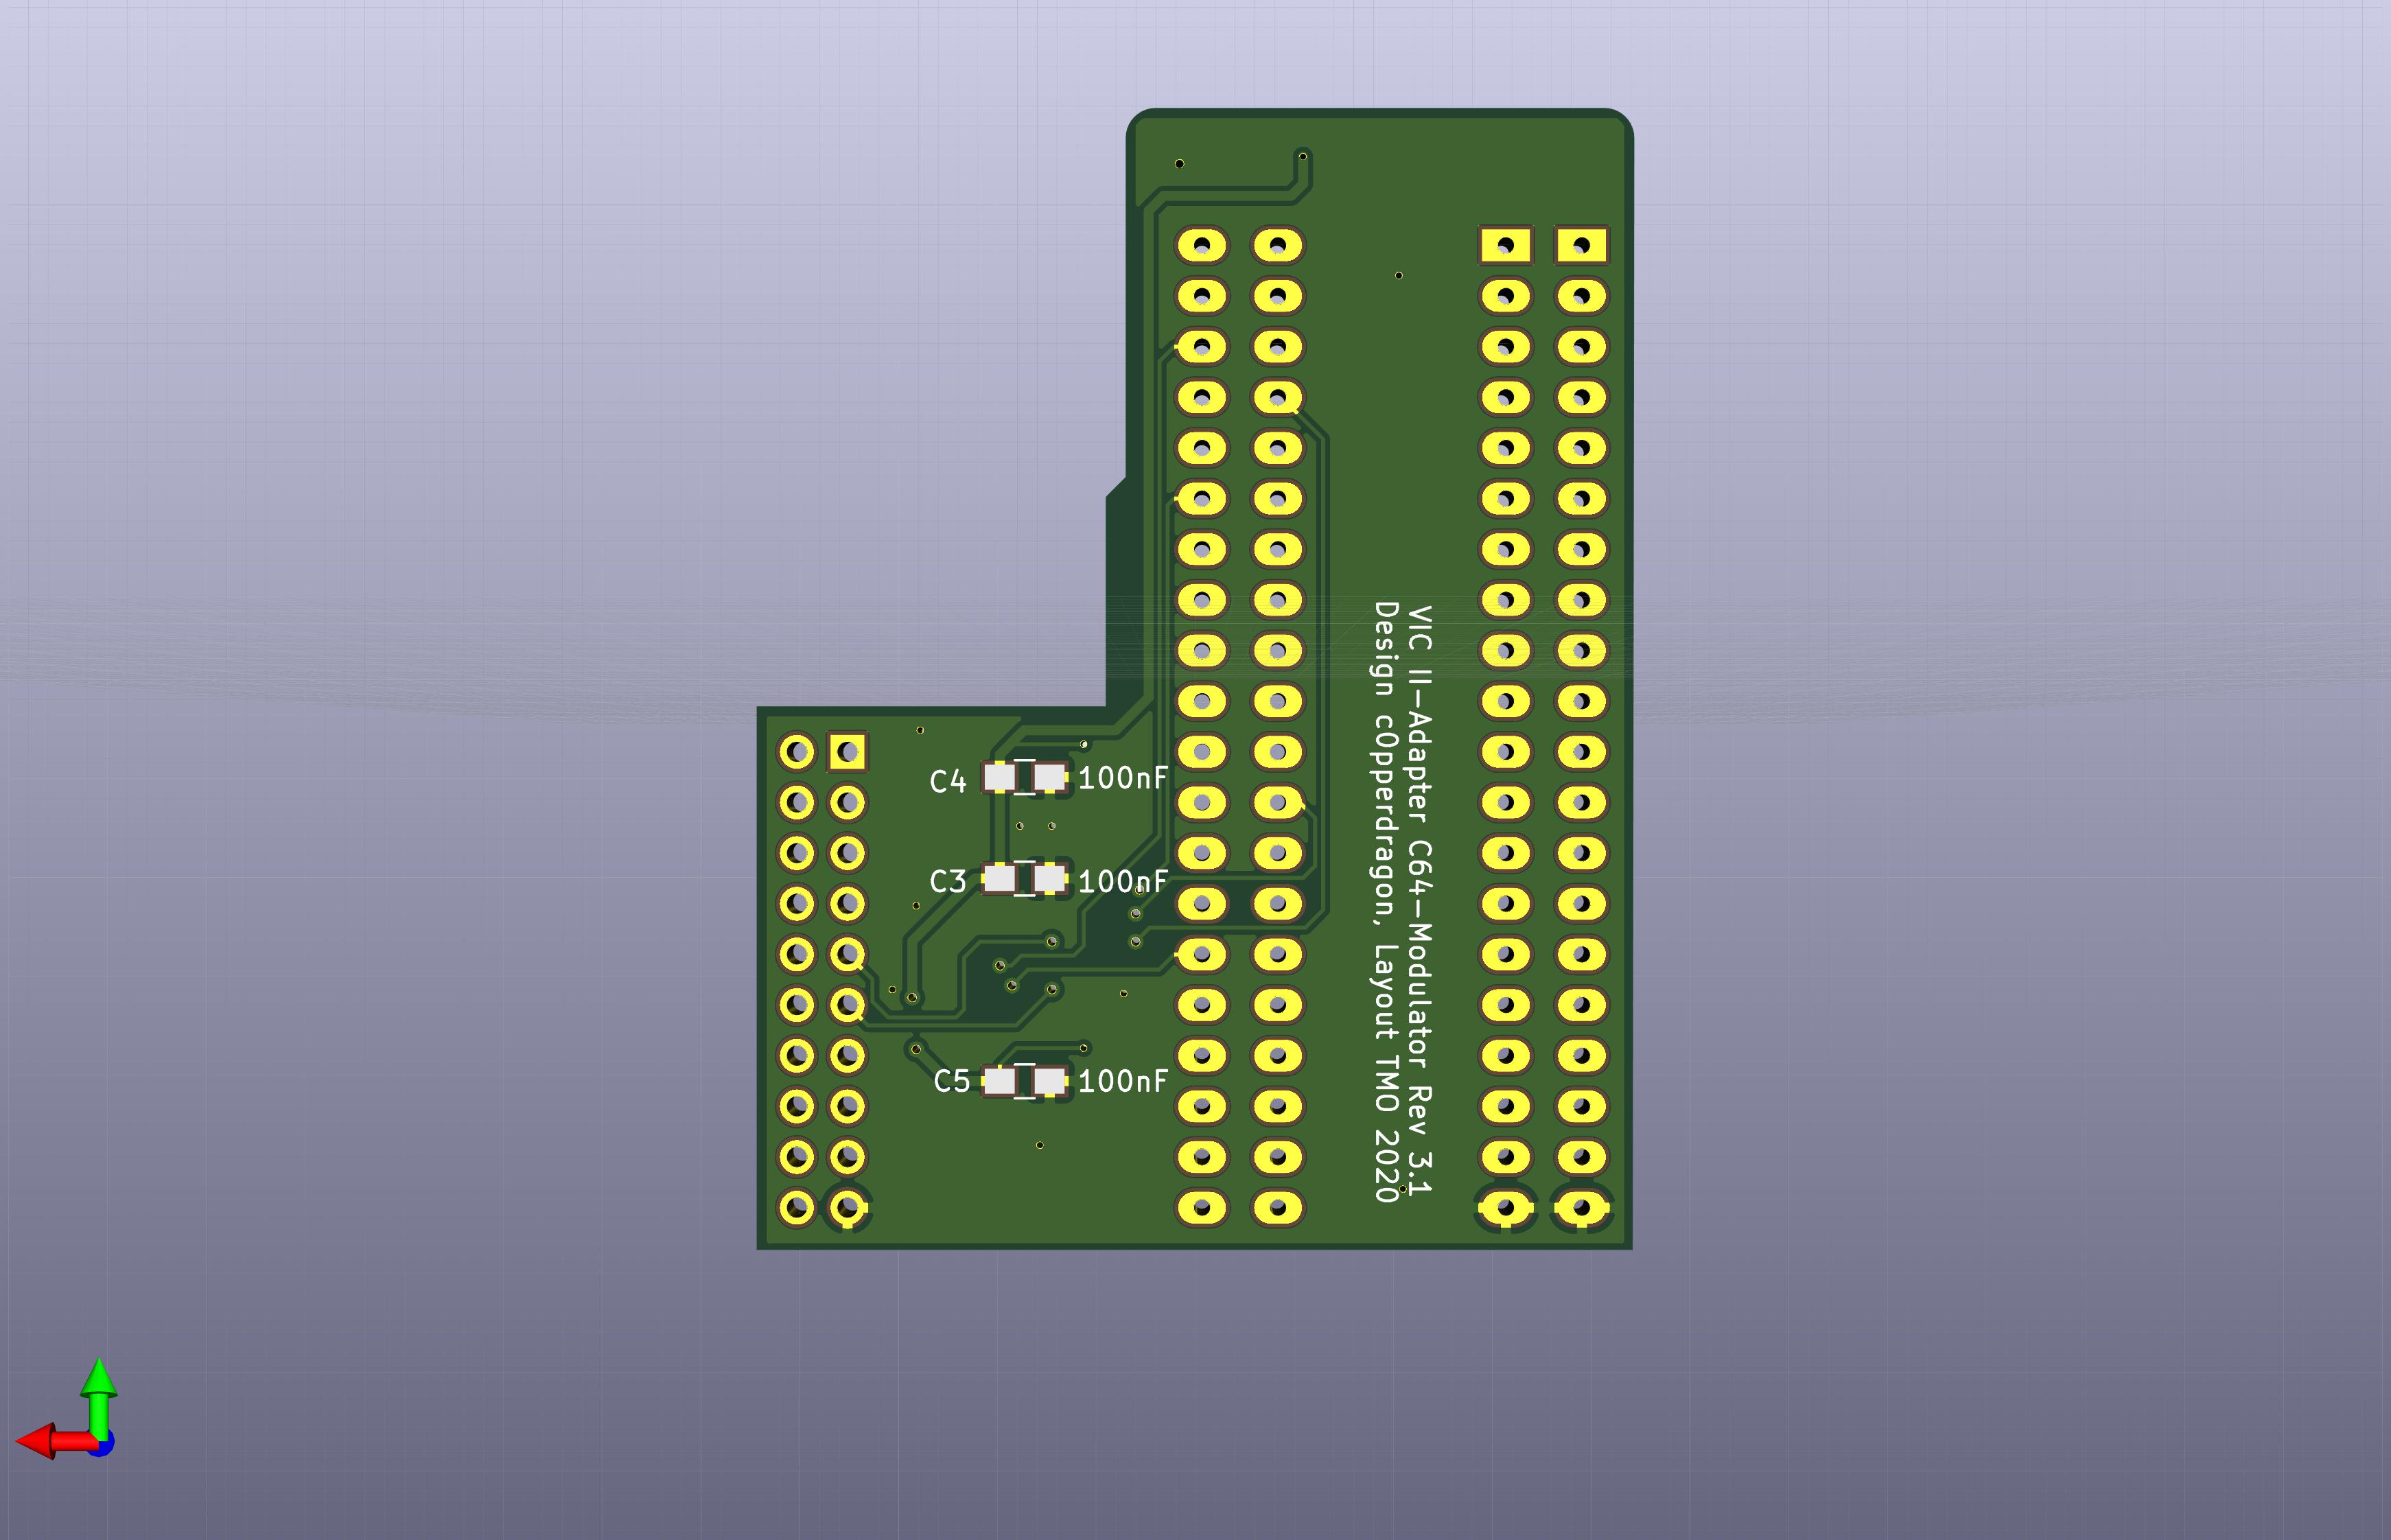 C4 100nF
C3 100nF
C5 100nF
VIC II-Adapter C64-Modulator Rev 3.1
Design c0pperdragon, Layout TMO 2020